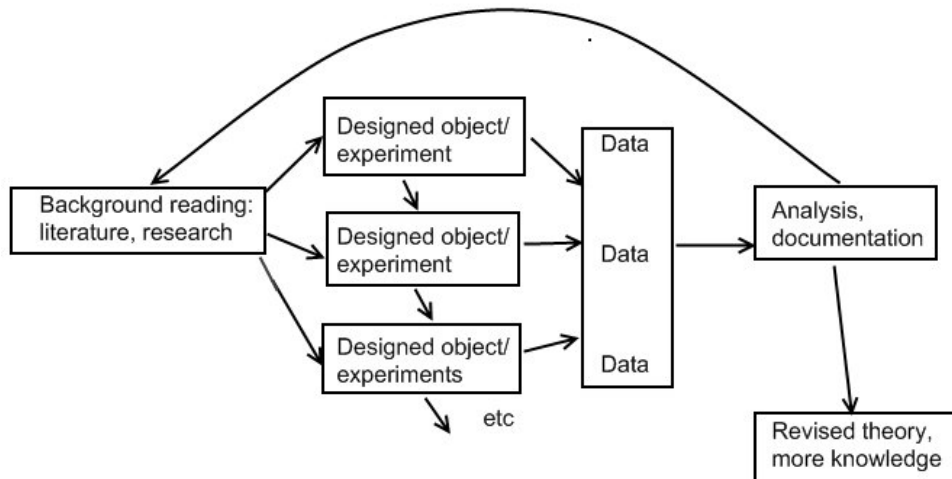 Designed object/
experiment
Data
Background reading:
literature, research
Analysis,
documentation
Designed object/
experiment
Data
Designed object/
experiments
Data
etc
Revised theory,
more knowledge